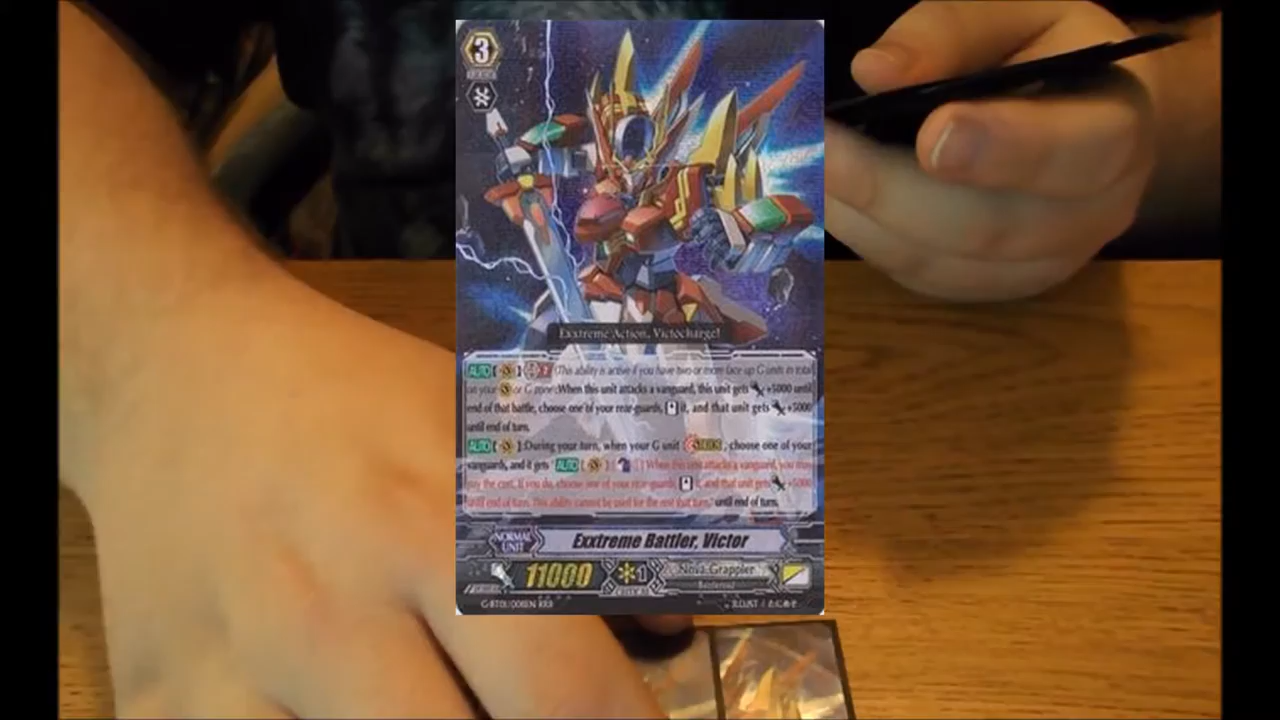 3
Exxtreme Action, Victocharge!
AUTO [ ] 2 (This ability is active if you have two or more face up G units in total
on your or G zone):When this unit attacks a vanguard, this unit gets +5000 until
end of that battle, choose one of your rear-guards, it, and that unit gets +5000
until end of turn.
AUTO [ ]:During your turn, when your G unit , choose one of your
vanguards, and it gets "AUTO [ ] [ ] When this unit attacks a vanguard, you may
pay the cost. If you do, choose one of your rear-guards, it, and that unit gets +5000
until end of turn. This ability cannot be used for the rest that turn." until end of turn.
NORMAL
UNIT
Exxtreme Battler, Victor
11000
1
CRITICAL
Nova Grappler
Battleroid
RRR
ILLUST /